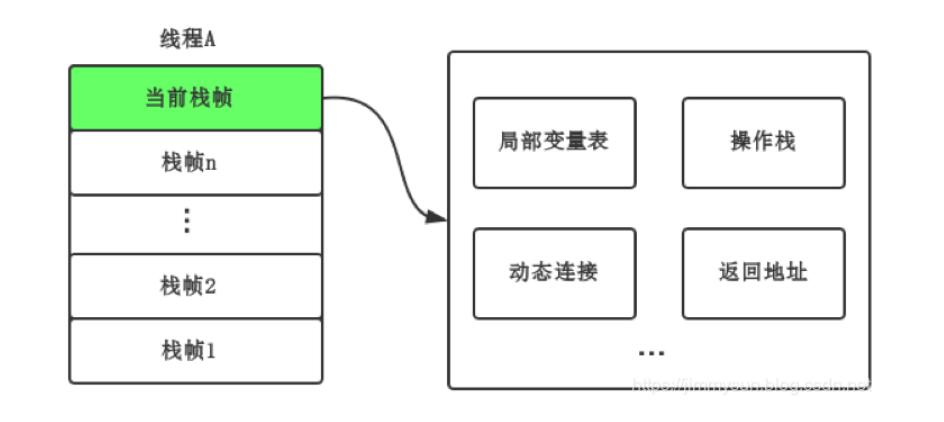 线程A
当前栈帧
栈帧n
⋮
栈帧2
栈帧1
局部变量表
操作栈
动态连接
返回地址
...
https://jimmysun.blog.csdn.net